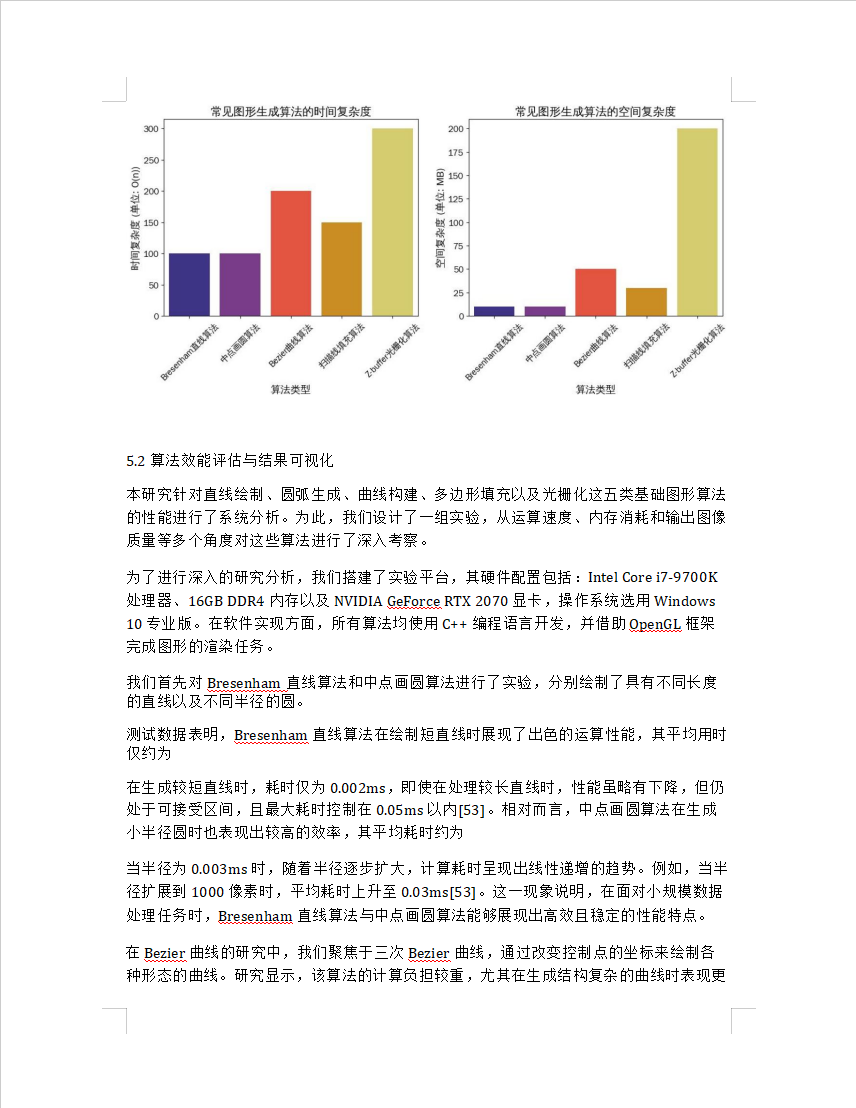 常见图形生成算法的时间复杂度
时间复杂度 (单位: O(n))
300
250
200
150
100
50
0
Bresenham直线算法
中点画圆算法
Bezier曲线算法
扫描线填充算法
Z-buffer光栅化算法
算法类型
常见图形生成算法的空间复杂度
空间复杂度 (单位: MB)
200
175
150
125
100
75
50
25
0
Bresenham直线算法
中点画圆算法
Bezier曲线算法
扫描线填充算法
Z-buffer光栅化算法
算法类型
5.2 算法效能评估与结果可视化
本研究针对直线绘制、圆弧生成、曲线构建、多边形填充以及光栅化这五类基础图形算法
的性能进行了系统分析。为此，我们设计了一组实验，从运算速度、内存消耗和输出图像
质量等多个角度对这些算法进行了深入考察。
为了进行深入的研究分析，我们搭建了实验平台，其硬件配置包括：Intel Core i7-9700K
处理器、16GB DDR4 内存以及 NVIDIA GeForce RTX 2070 显卡，操作系统选用 Windows
10 专业版。在软件实现方面，所有算法均使用 C++ 编程语言开发，并借助 OpenGL 框架
完成图形的渲染任务。
我们首先对 Bresenham 直线算法和中点画圆算法进行了实验，分别绘制了具有不同长度
的直线以及不同半径的圆。
测试数据表明，Bresenham 直线算法在绘制短直线时展现了出色的运算性能，其平均用时
仅约为
在生成较短直线时，耗时仅为 0.002ms，即使在处理较长直线时，性能虽略有下降，但仍
处于可接受区间，且最大耗时控制在 0.05ms 以内[53]。相对而言，中点画圆算法在生成
小半径圆时也表现出较高的效率，其平均耗时约为
当半径为 0.003ms 时，随着半径逐步扩大，计算耗时呈现出线性递增的趋势。例如，当半
径扩展到 1000 像素时，平均耗时上升至 0.03ms[53]。这一现象说明，在面对小规模数据
处理任务时，Bresenham 直线算法与中点画圆算法能够展现出高效且稳定的性能特点。
在 Bezier 曲线的研究中，我们聚焦于三次 Bezier 曲线，通过改变控制点的坐标来绘制各
种形态的曲线。研究显示，该算法的计算负担较重，尤其在生成结构复杂的曲线时表现更